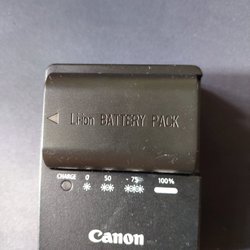 Li-ion BATTERY PACK
CHARGE 0 50 75 100%
Canon